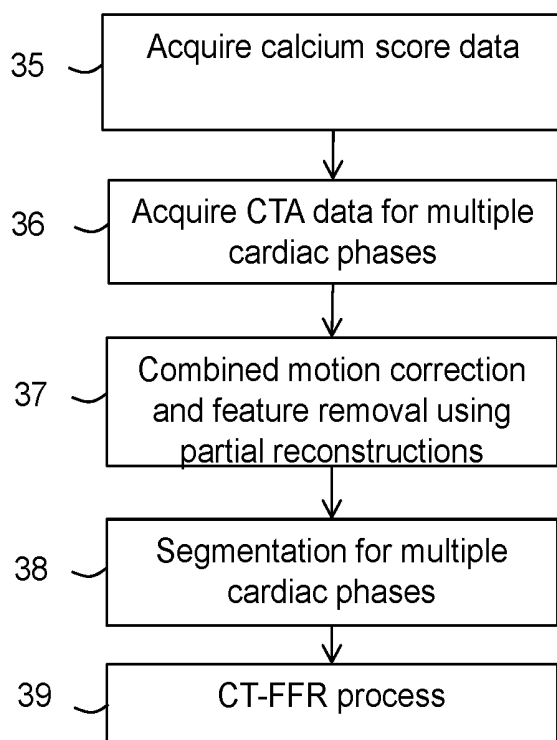 35
Acquire calcium score data
36
Acquire CTA data for multiple
cardiac phases
37
Combined motion correction
and feature removal using
partial reconstructions
38
Segmentation for multiple
cardiac phases
39
CT-FFR process